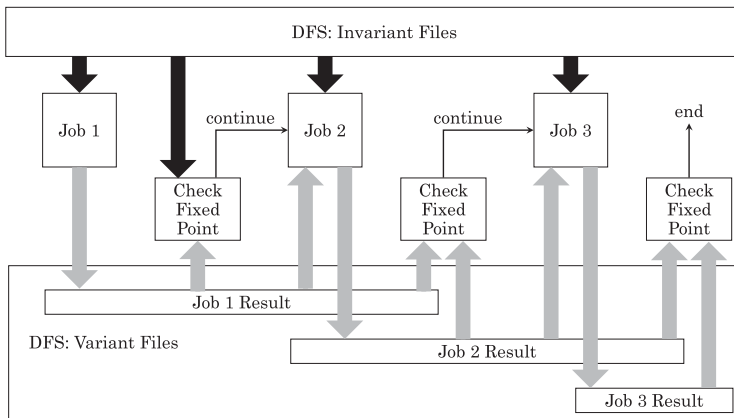 DFS: Invariant Files
Job 1
continue
Job 2
continue
Job 3
end
Check
Fixed
Point
Check
Fixed
Point
Check
Fixed
Point
Job 1 Result
DFS: Variant Files
Job 2 Result
Job 3 Result